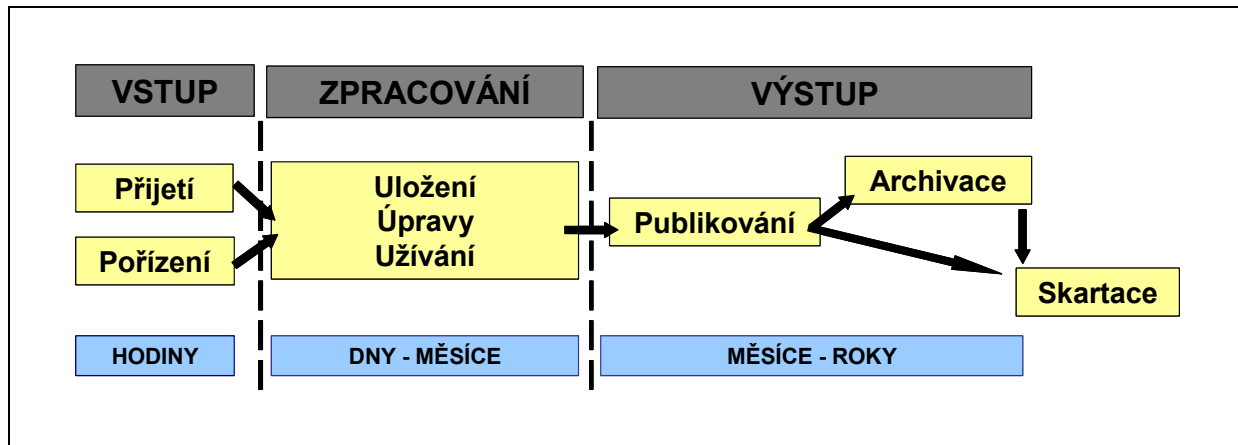 VSTUP
ZPRACOVÁNÍ
VÝSTUP
Přijetí
Pořízení
Uložení
Úpravy
Užívání
Publikování
Archivace
Skartace
HODINY
DNY - MĚSÍCE
MĚSÍCE - ROKY